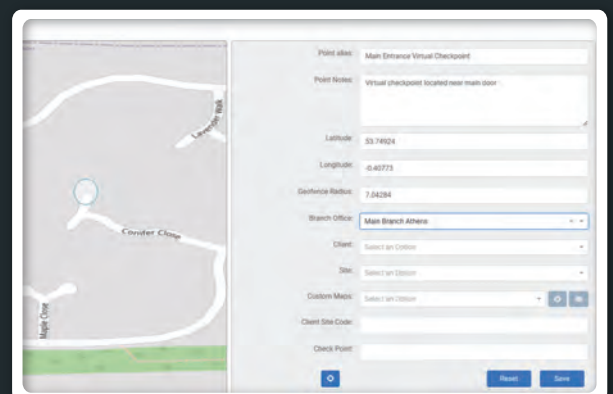 Lavender Walk
Corider Close
Maple Close
Point alias:
Main Entrance Virtual Checkpoint
Point Notes:
Virtual checkpoint located near main door
Latitude:
53.74924
Longitude:
-0.40773
Geofence Radius:
7.04284
Branch Office:
Main Branch Athens
Client:
Select an Option
Site:
Select an Option
Custom Maps:
Select an Option
Client Site Code:
Check Point:
Reset
Save